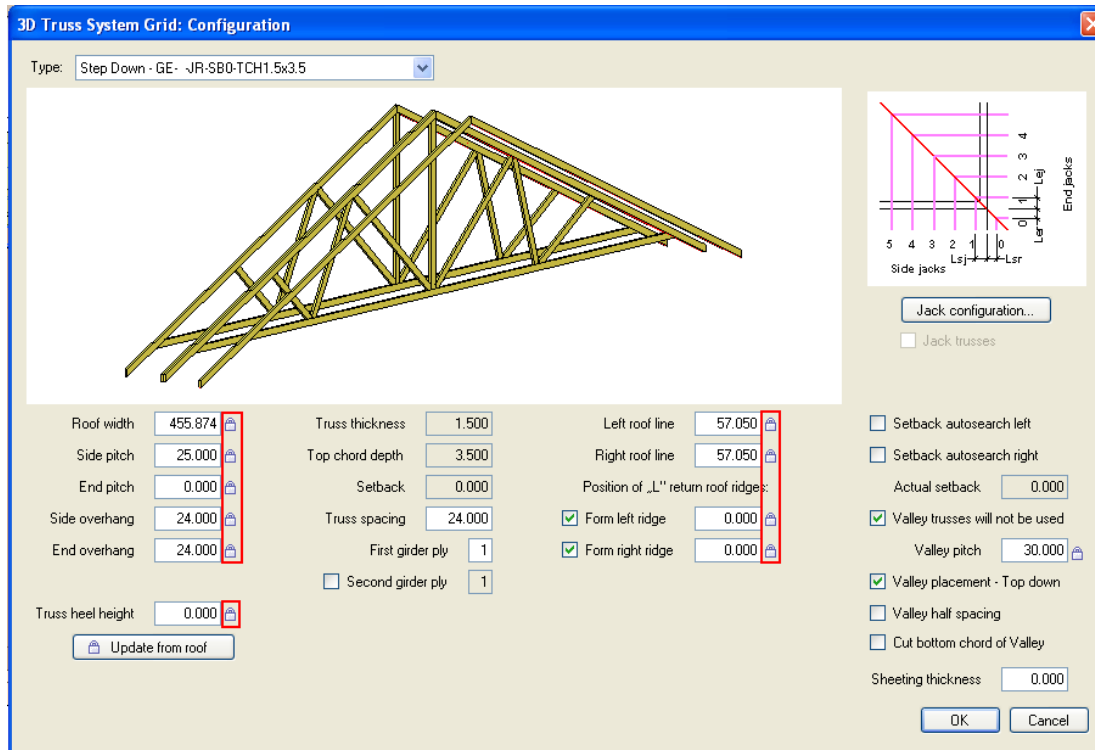 3D Truss System Grid: Configuration
Type: Step Down - GE- -JR-SB0-TCH1.5x3.5
4
3
2
1
0
Lej
Ler
End jacks
5 4 3 2 1 0
Lsj Lsr
Side jacks
Jack configuration...
Jack trusses
Roof width 455.874
Side pitch 25.000
End pitch 0.000
Side overhang 24.000
End overhang 24.000
Truss heel height 0.000
Update from roof
Truss thickness 1.500
Top chord depth 3.500
Setback 0.000
Truss spacing 24.000
First girder ply 1
Second girder ply 1
Left roof line 57.050
Right roof line 57.050
Position of „L" return roof ridges:
Form left ridge 0.000
Form right ridge 0.000
Setback autosearch left
Setback autosearch right
Actual setback 0.000
Valley trusses will not be used
Valley pitch 30.000
Valley placement - Top down
Valley half spacing
Cut bottom chord of Valley
Sheeting thickness 0.000
OK Cancel